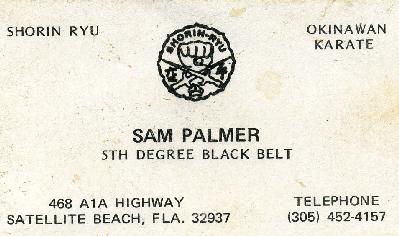 SHORIN RYU
OKINAWAN
KARATE
SHORIN-RYU
SAM PALMER
5TH DEGREE BLACK BELT
468 A1A HIGHWAY
SATELLITE BEACH, FLA. 32937
TELEPHONE
(305) 452-4157